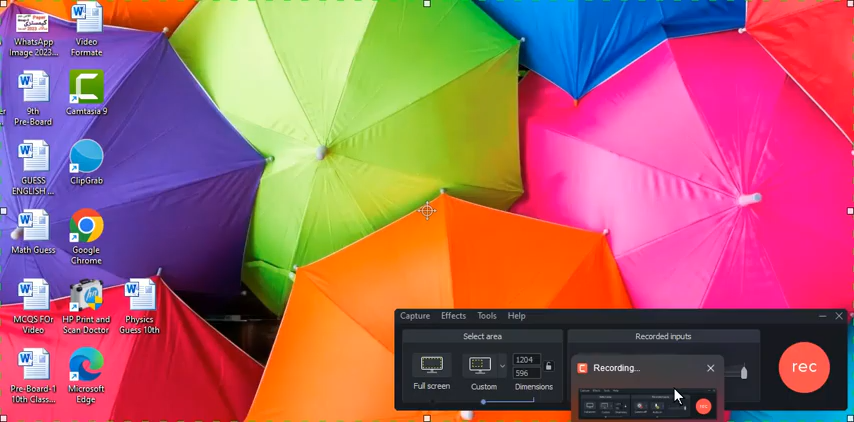 WhatsApp
Image 2023...
Video
Formate
9th
Pre-Board
Camtasia 9
GUESS
ENGLISH ...
ClipGrab
Math Guess
Google
Chrome
MCQS FOr
Video
HP Print and
Scan Doctor
Physics
Guess 10th
Pre-Board-1
10th Class...
Microsoft
Edge
Capture Effects Tools Help
Select area
Recorded inputs
1204
596
Full screen
Custom
Dimensions
rec
Recording...